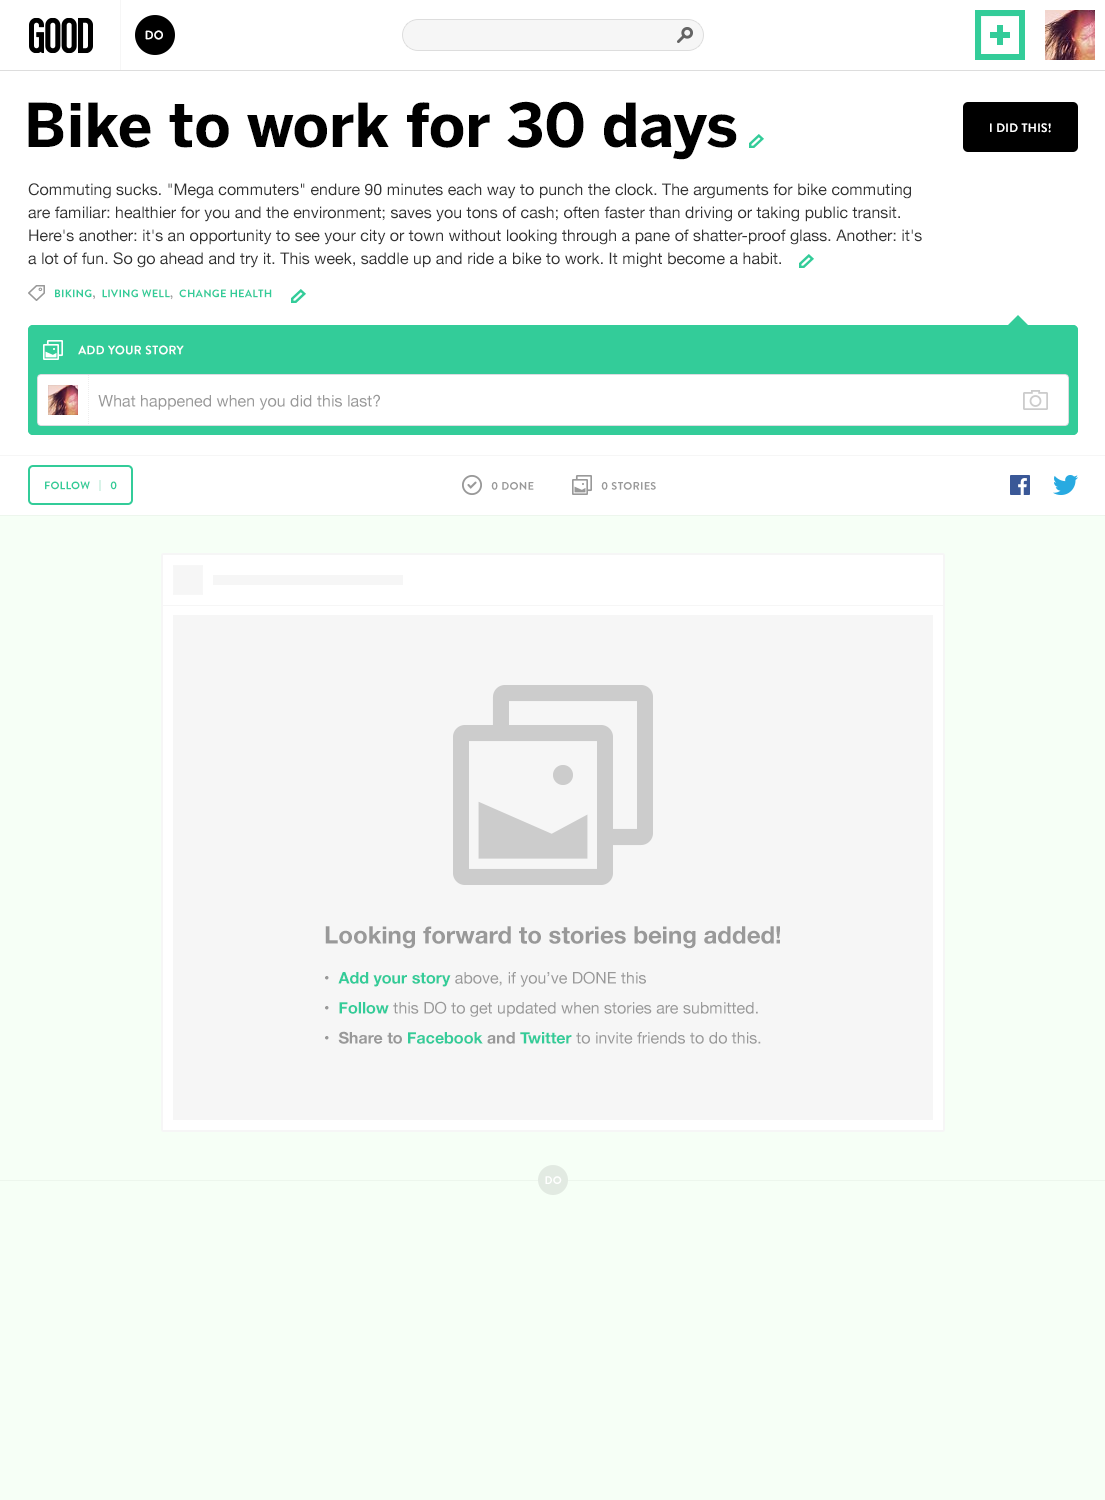 GOOD
DO
Bike to work for 30 days
I DID THIS!
Commuting sucks. "Mega commuters" endure 90 minutes each way to punch the clock. The arguments for bike commuting
are familiar: healthier for you and the environment; saves you tons of cash; often faster than driving or taking public transit.
Here's another: it's an opportunity to see your city or town without looking through a pane of shatter-proof glass. Another: it's
a lot of fun. So go ahead and try it. This week, saddle up and ride a bike to work. It might become a habit.
BIKING, LIVING WELL, CHANGE HEALTH
ADD YOUR STORY
What happened when you did this last?
FOLLOW | 0
0 DONE
0 STORIES
Looking forward to stories being added!
• Add your story above, if you’ve DONE this
• Follow this DO to get updated when stories are submitted.
• Share to Facebook and Twitter to invite friends to do this.
DO